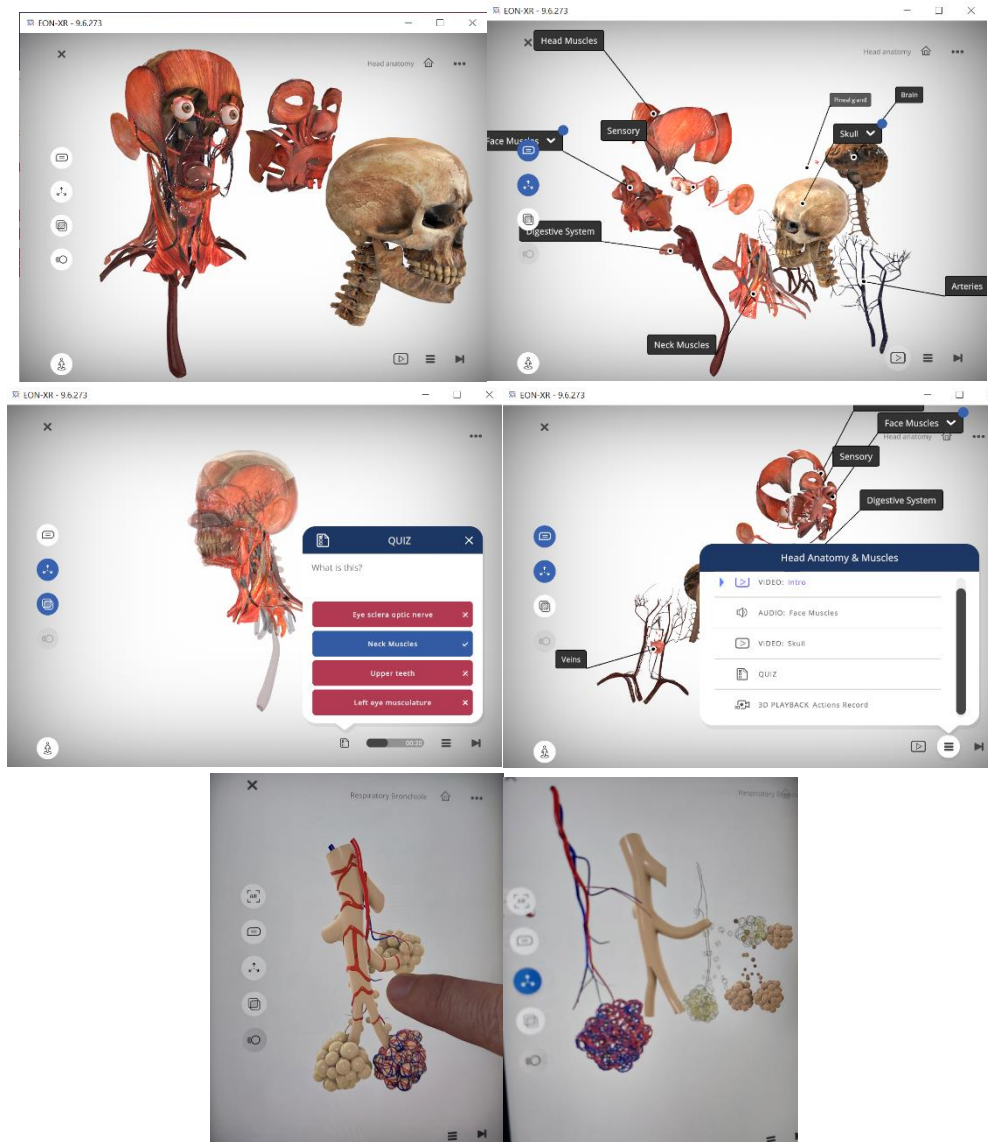 EON-XR - 9.6.273
Head anatomy
EON-XR - 9.6.273
Head Muscles
Head anatomy
Pineal gland
Brain
Sensory
Skull
Face Muscles
Digestive System
Arteries
Neck Muscles
EON-XR - 9.6.273
QUIZ
What is this?
Eye sclera optic nerve
Neck Muscles
Upper teeth
Left eye musculature
00:20
EON-XR - 9.6.273
Face Muscles
Head anatomy
Sensory
Digestive System
Head Anatomy & Muscles
VIDEO: Intro
AUDIO: Face Muscles
VIDEO: Skull
QUIZ
3D PLAYBACK Actions Record
Veins
Respiratory Bronchiole
AR
Respiratory